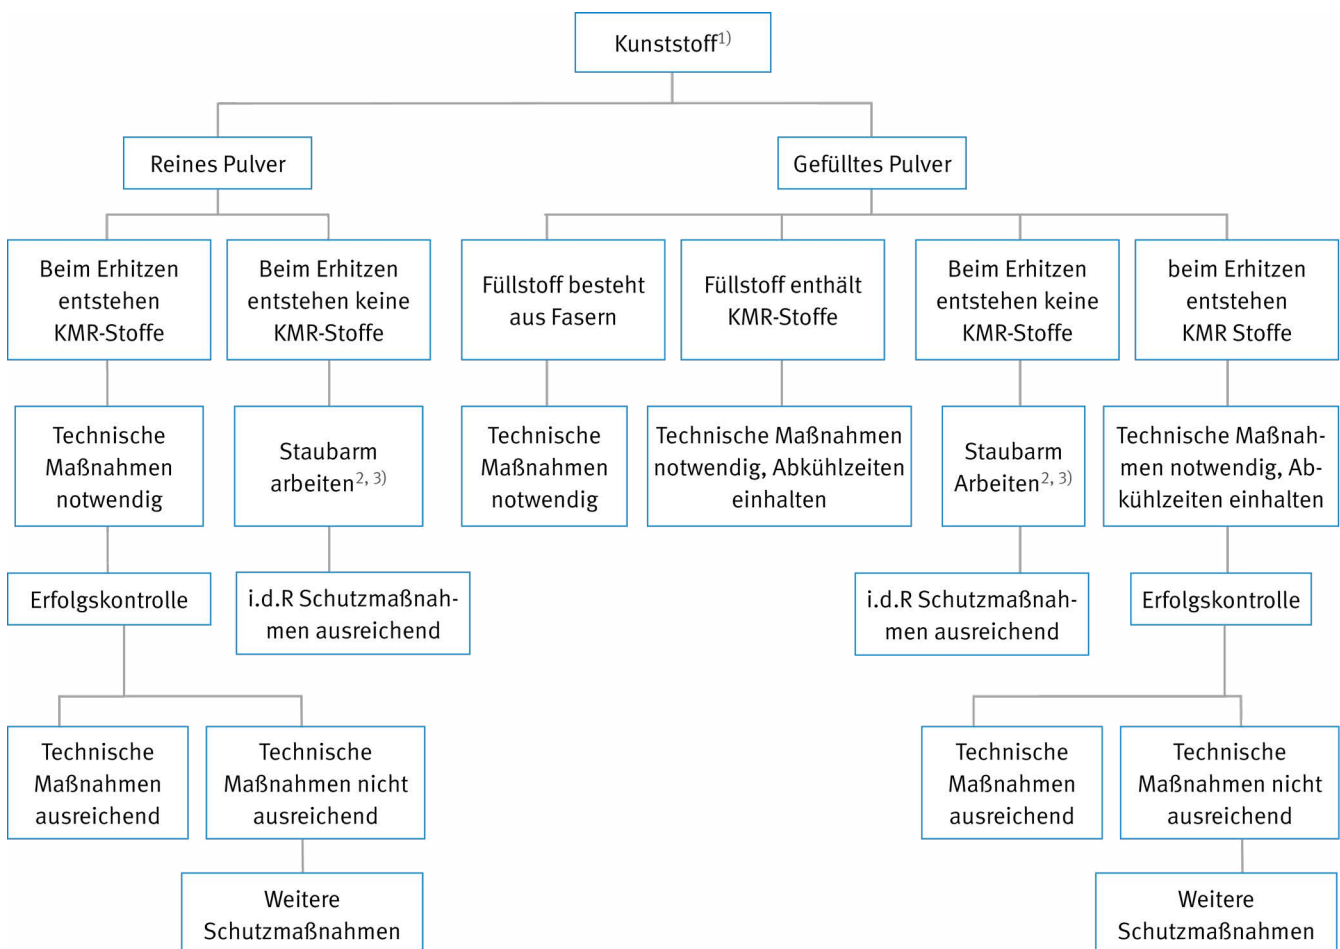 Kunststoff1)
Reines Pulver
Gefülltes Pulver
Beim Erhitzen
entstehen
KMR-Stoffe
Beim Erhitzen
entstehen keine
KMR-Stoffe
Füllstoff besteht
aus Fasern
Füllstoff enthält
KMR-Stoffe
Beim Erhitzen
entstehen keine
KMR-Stoffe
beim Erhitzen
entstehen
KMR Stoffe
Technische
Maßnahmen
notwendig
Staubarm
arbeiten2, 3)
Technische
Maßnahmen
notwendig
Technische Maßnahmen
notwendig, Abkühlzeiten
einhalten
Staubarm
Arbeiten2, 3)
Technische Maßnah-
men notwendig, Ab-
kühlzeiten einhalten
Erfolgskontrolle
i.d.R Schutzmaßnah-
men ausreichend
i.d.R Schutzmaßnah-
men ausreichend
Erfolgskontrolle
Technische
Maßnahmen
ausreichend
Technische
Maßnahmen nicht
ausreichend
Technische
Maßnahmen
ausreichend
Technische
Maßnahmen nicht
ausreichend
Weitere
Schutzmaßnahmen
Weitere
Schutzmaßnahmen